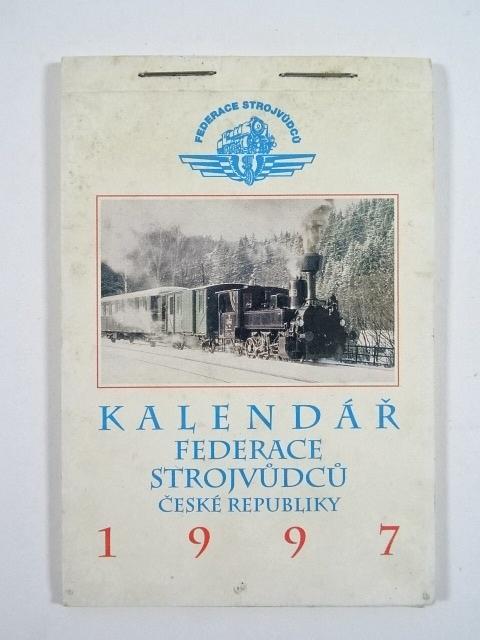 FEDERACE STROJVŮDCŮ
KALENDÁŘ
FEDERACE
STROJVŮDCŮ
ČESKÉ REPUBLIKY
1997